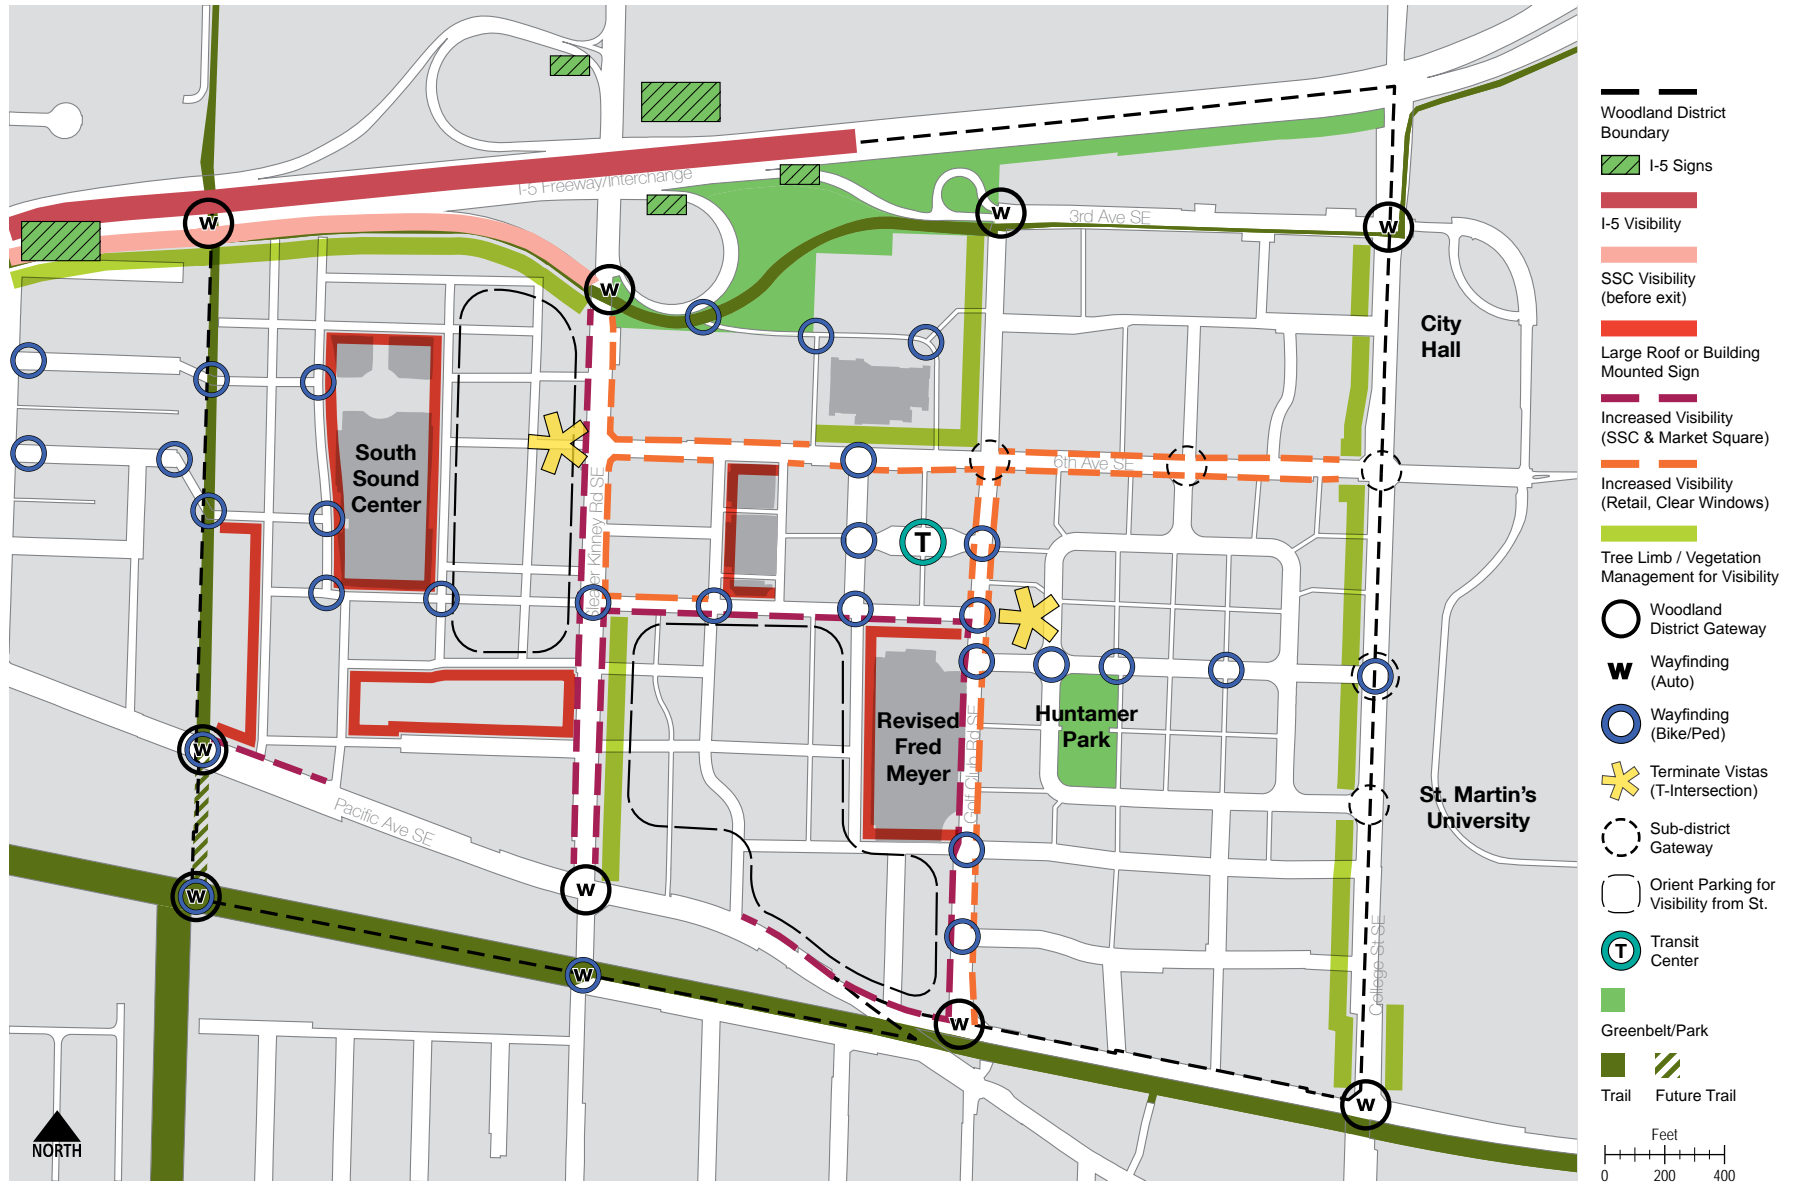 W
W
W
W
I-5 Freeway/Interchange
3rd Ave SE
City
Hall
South
Sound
Center
6th Ave SE
Sleater Kinney Rd SE
T
Revised
Fred
Meyer
Golf Club Rd SE
Huntamer
Park
St. Martin's
University
W
Pacific Ave SE
W
W
W
College St SE
W
W
NORTH
Woodland District
Boundary
I-5 Signs
I-5 Visibility
SSC Visibility
(before exit)
Large Roof or Building
Mounted Sign
Increased Visibility
(SSC & Market Square)
Increased Visibility
(Retail, Clear Windows)
Tree Limb / Vegetation
Management for Visibility
Woodland
District Gateway
W
Wayfinding
(Auto)
Wayfinding
(Bike/Ped)
Terminate Vistas
(T-Intersection)
Sub-district
Gateway
Orient Parking for
Visibility from St.
T
Transit
Center
Greenbelt/Park
Trail
Future Trail
Feet
0
200
400